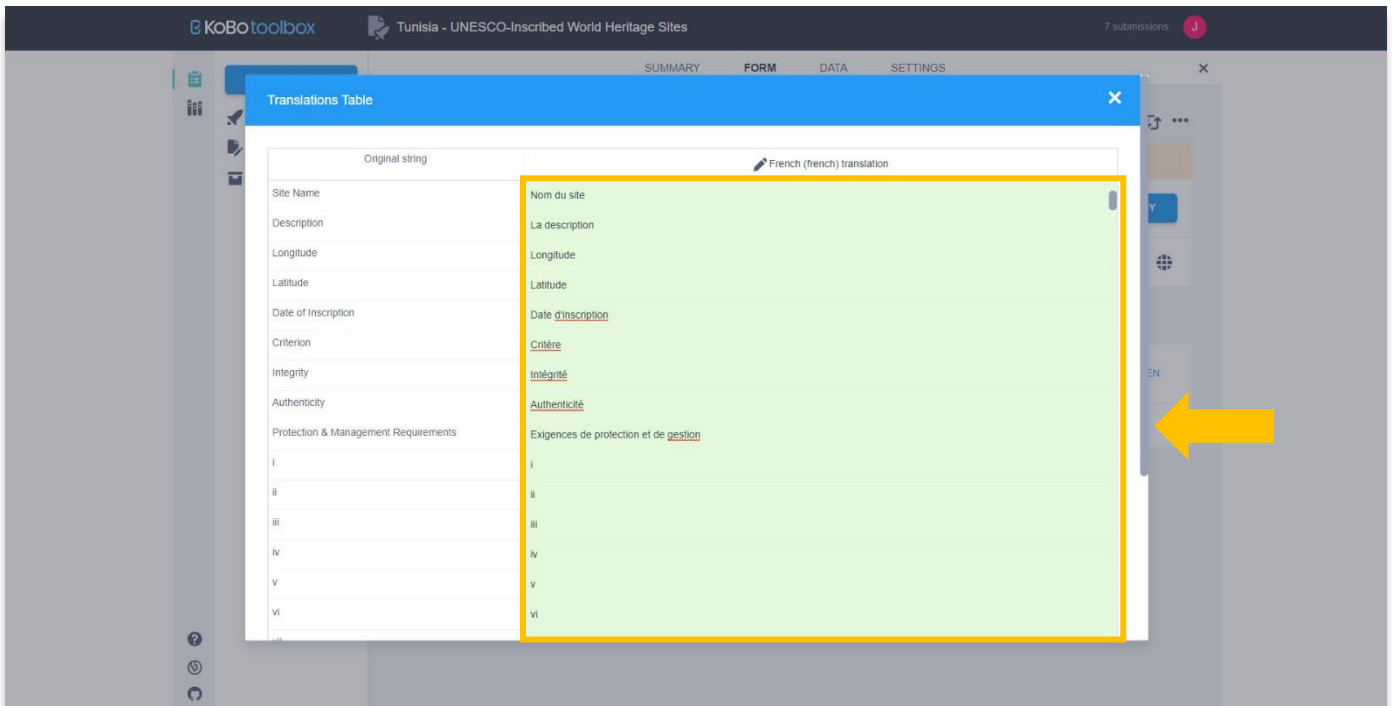 KOBOtoolbox
Tunisia - UNESCO-Inscribed World Heritage Sites
7 submissions
J
SUMMARY FORM DATA SETTINGS
Translations Table
Original string French (french) translation
Site Name Nom du site
Description La description
Longitude Longitude
Latitude Latitude
Date of Inscription Date d'inscription
Criterion Critère
Integrity Intégrité
Authenticity Authenticité
Protection & Management Requirements Exigences de protection et de gestion
i i
ii ii
iii iii
iv iv
v v
vi vi
Y
EN